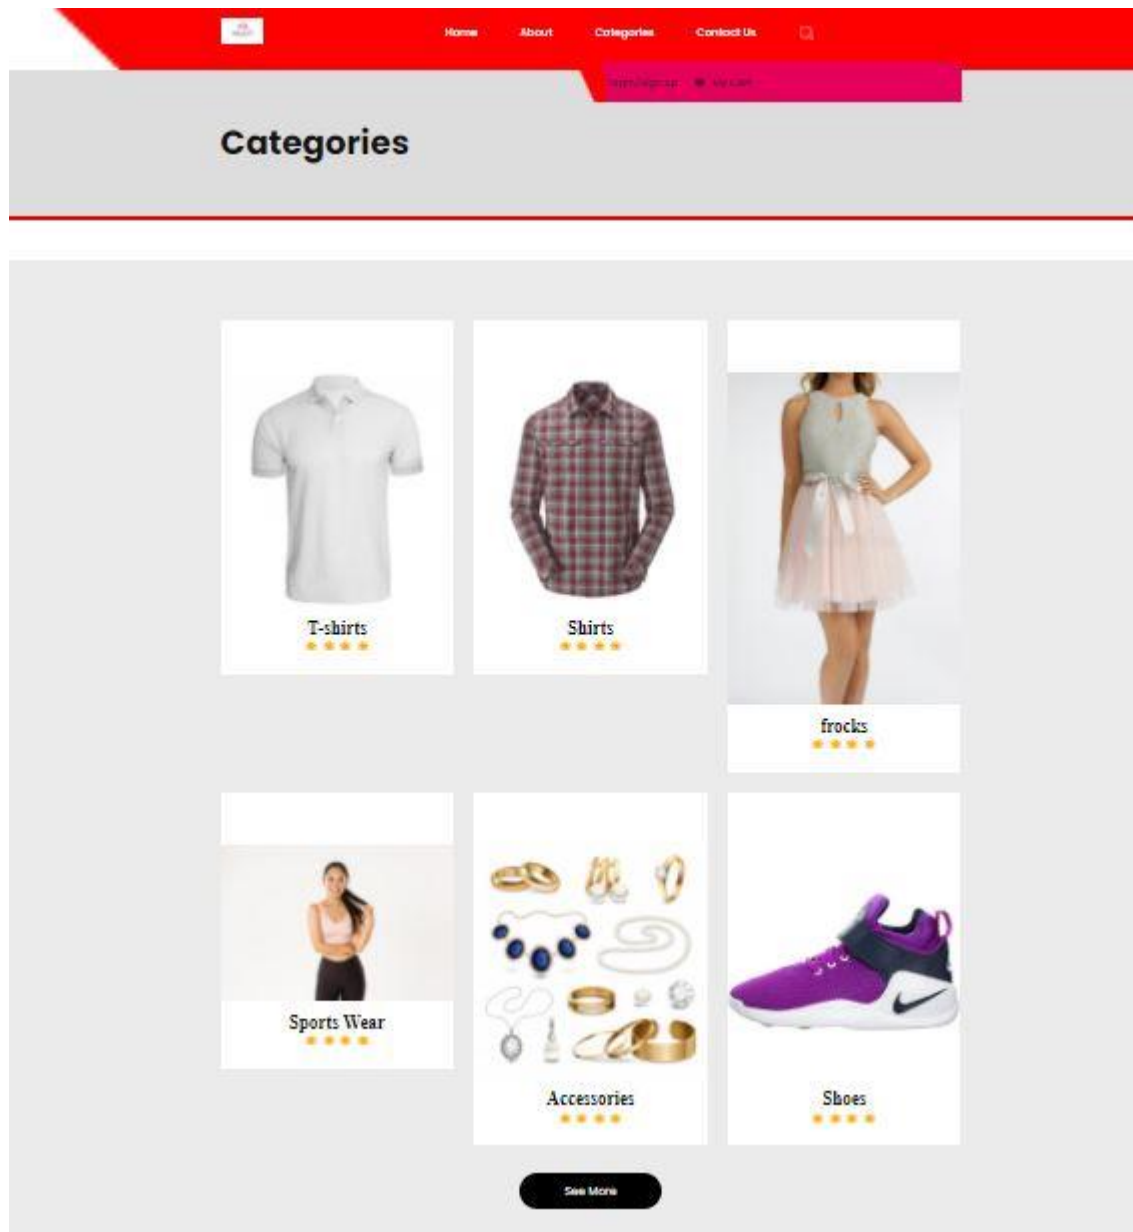 Home About Categories Contact Us
Categories
T-shirts
Shirts
frocks
Sports Wear
Accessories
Shoes
See More